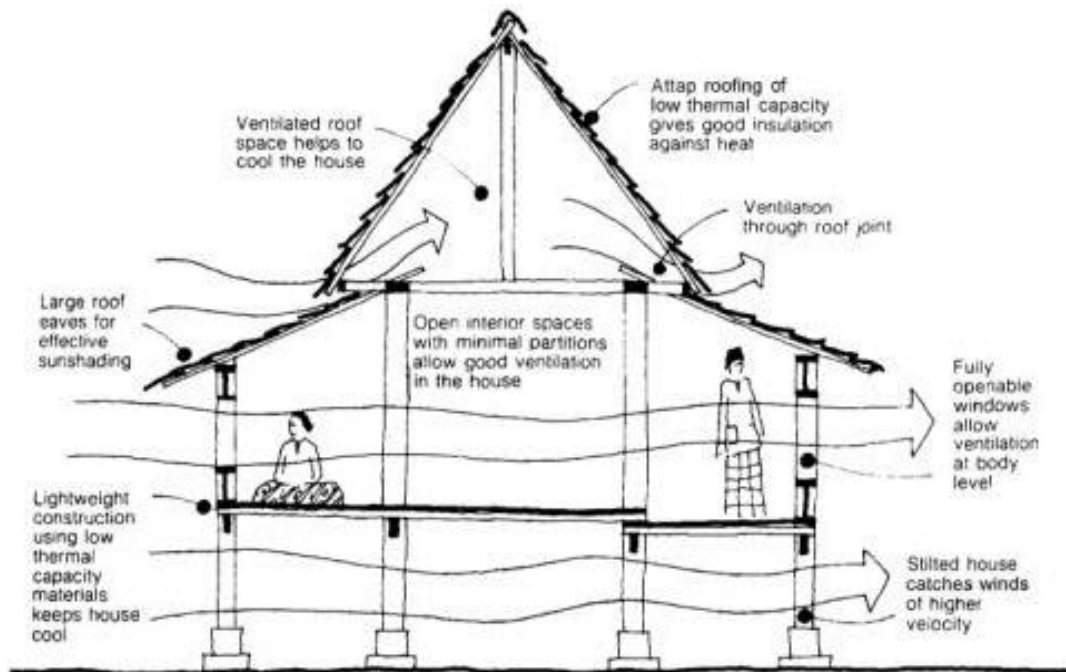 Attap roofing of
low thermal capacity
gives good insulation
against heat
Ventilated roof
space helps to
cool the house
Ventilation
through roof joint
Large roof
eaves for
effective
sunshading
Open interior spaces
with minimal partitions
allow good ventilation
in the house
Fully
openable
windows
allow
ventilation
at body
level
Lightweight
construction
using low
thermal
capacity
materials
keeps house
cool
Stilted house
catches winds
of higher
velocity